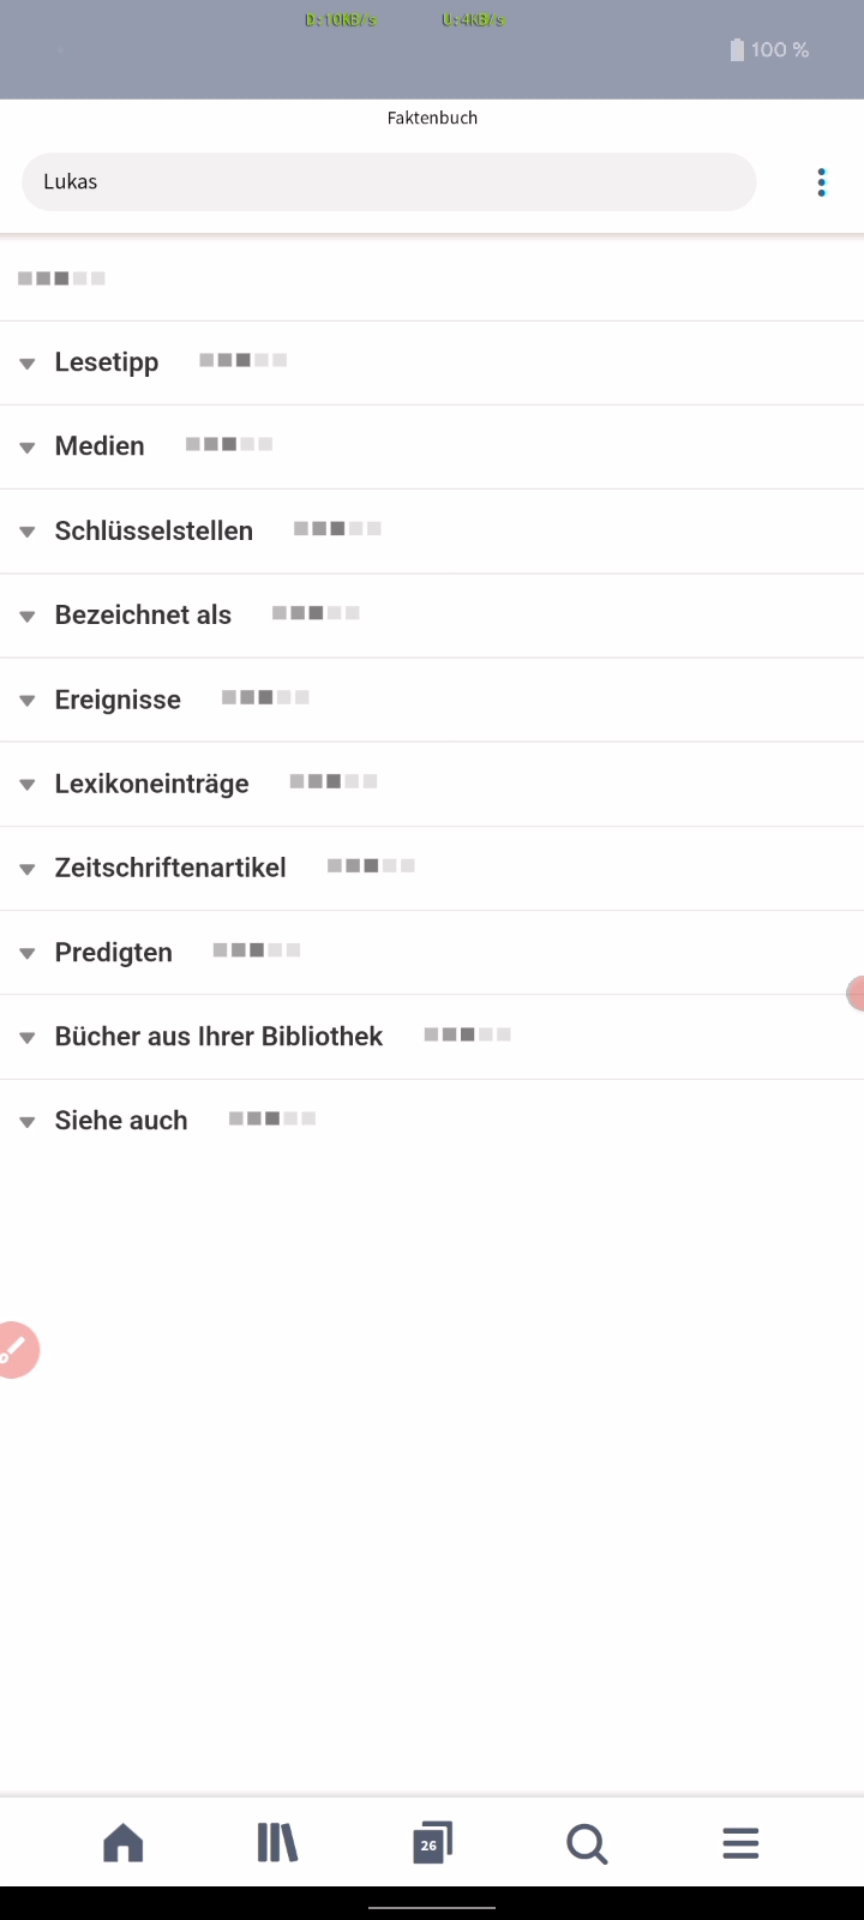 D:10KB/s U:4KB/s
100 %
Faktenbuch
Lukas
Lesetipp
Medien
Schlüsselstellen
Bezeichnet als
Ereignisse
Lexikoneinträge
Zeitschriftenartikel
Predigten
Bücher aus Ihrer Bibliothek
Siehe auch
26